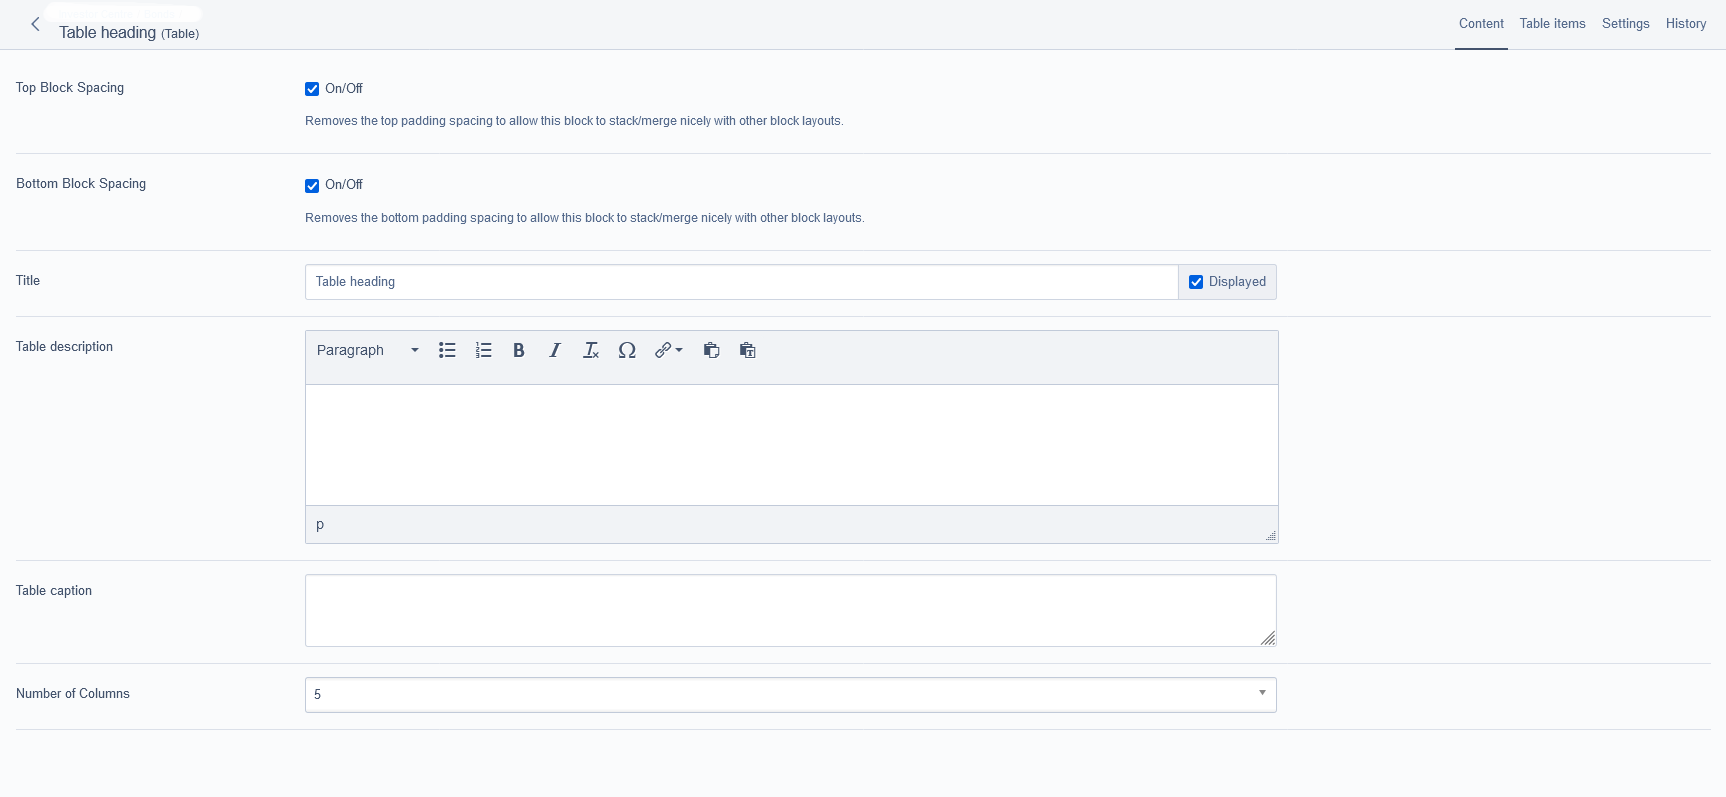 Table heading (Table)
Content Table items Settings History
Top Block Spacing
On/Off
Removes the top padding spacing to allow this block to stack/merge nicely with other block layouts.
Bottom Block Spacing
On/Off
Removes the bottom padding spacing to allow this block to stack/merge nicely with other block layouts.
Title
Table heading
Displayed
Table description
Paragraph
p
Table caption
Number of Columns
5